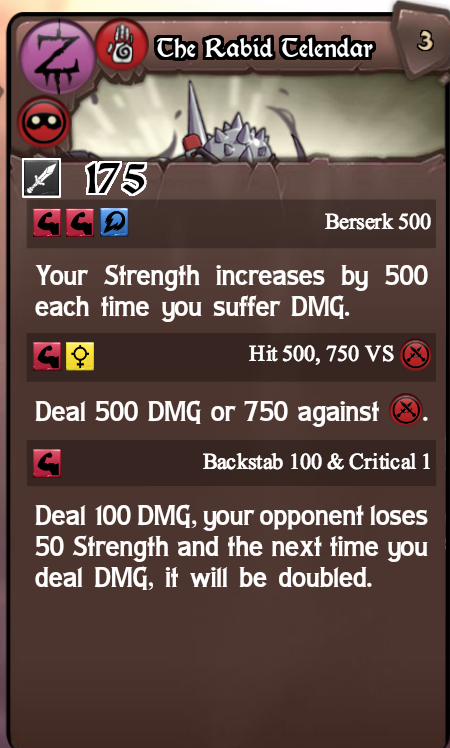 The Rabid Telendar
3
175
Berserk 500
Your Strength increases by 500
each time you suffer DMG.
Hit 500, 750 VS
Deal 500 DMG or 750 against .
Backstab 100 & Critical 1
Deal 100 DMG, your opponent loses
50 Strength and the next time you
deal DMG, it will be doubled.